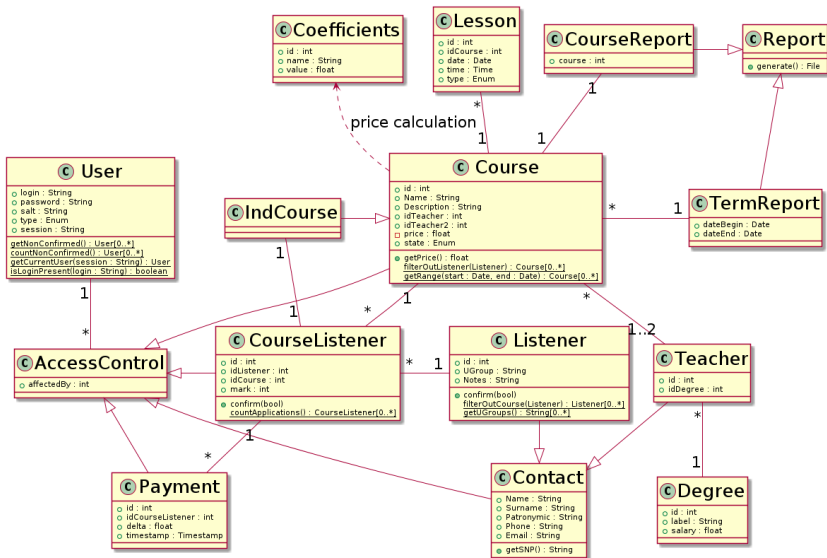 C Coefficients
id : int
name : String
value : float
C Lesson
id : int
idCourse : int
date : Date
time : Time
type : Enum
C CourseReport
course : int
C Report
generate() : File
price calculation
*
1
1
1
C User
login : String
password : String
salt : String
type : Enum
session : String
getNonConfirmed() : User[0..*]
countNonConfirmed() : User[0..*]
getCurrentUser(session : String) : User
isLoginPresent(login : String) : boolean
C IndCourse
C Course
id : int
Name : String
Description : String
idTeacher : int
idTeacher2 : int
price : float
state : Enum
getPrice() : float
filterOutListener(Listener) : Course[0..*]
getRange(start : Date, end : Date) : Course[0..*]
*
1
C TermReport
dateBegin : Date
dateEnd : Date
1
*
1
1
1
*
*
1..2
C AccessControl
affectedBy : int
C CourseListener
id : int
idListener : int
idCourse : int
mark : int
confirm(bool)
countApplications() : CourseListener[0..*]
*
1
C Listener
id : int
UGroup : String
Notes : String
confirm(bool)
filterOutCourse(Listener) : Listener[0..*]
getUGroups() : String[0..*]
C Teacher
id : int
idDegree : int
1
*
*
1
C Payment
id : int
idCourseListener : int
delta : float
timestamp : Timestamp
C Contact
Name : String
Surname : String
Patronymic : String
Phone : String
Email : String
getSNP() : String
C Degree
id : int
label : String
salary : float